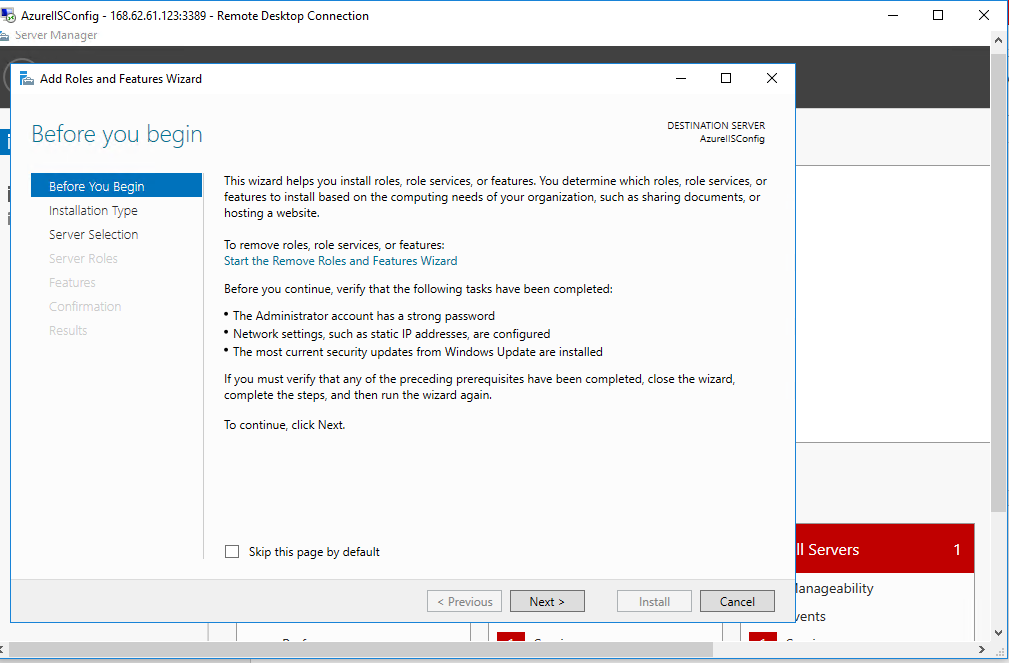 AzureIISConfig - 168.62.61.123:3389 - Remote Desktop Connection
Server Manager
Add Roles and Features Wizard
Before you begin
DESTINATION SERVER
AzureIISConfig
Before You Begin
Installation Type
Server Selection
Server Roles
Features
Confirmation
Results
This wizard helps you install roles, role services, or features. You determine which roles, role services, or
features to install based on the computing needs of your organization, such as sharing documents, or
hosting a website.
To remove roles, role services, or features:
Start the Remove Roles and Features Wizard
Before you continue, verify that the following tasks have been completed:
• The Administrator account has a strong password
• Network settings, such as static IP addresses, are configured
• The most current security updates from Windows Update are installed
If you must verify that any of the preceding prerequisites have been completed, close the wizard,
complete the steps, and then run the wizard again.
To continue, click Next.
Skip this page by default
< Previous
Next >
Install
Cancel
ll Servers 1
anageability
vents